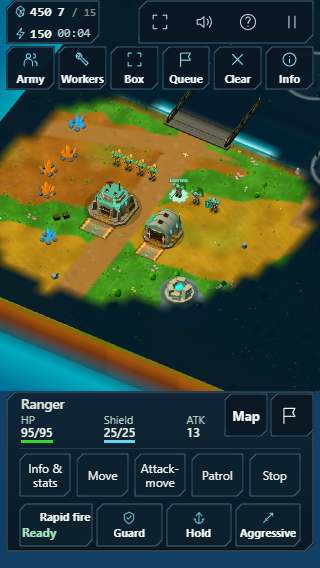 450 7 / 15
150 00:04
Army
Workers
Box
Queue
Clear
Info
Ranger
HP
Shield
ATK
95/95
25/25
13
Map
Info &
stats
Move
Attack-
move
Patrol
Stop
Rapid fire
Ready
Guard
Hold
Aggressive